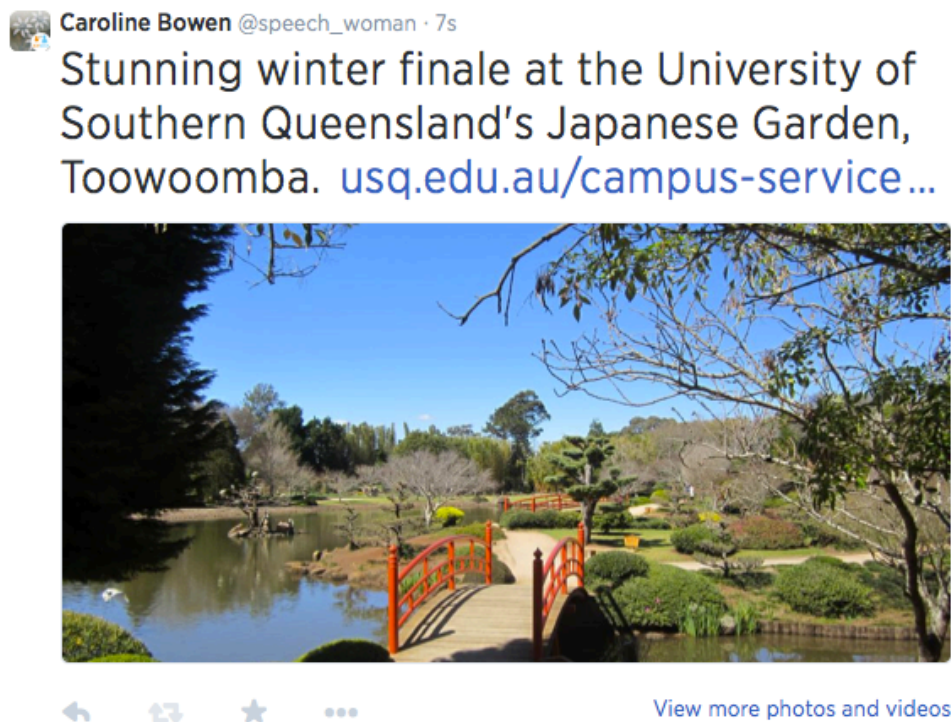 Caroline Bowen @speech_woman · 7s
Stunning winter finale at the University of
Southern Queensland's Japanese Garden,
Toowoomba. usq.edu.au/campus-service...
View more photos and videos